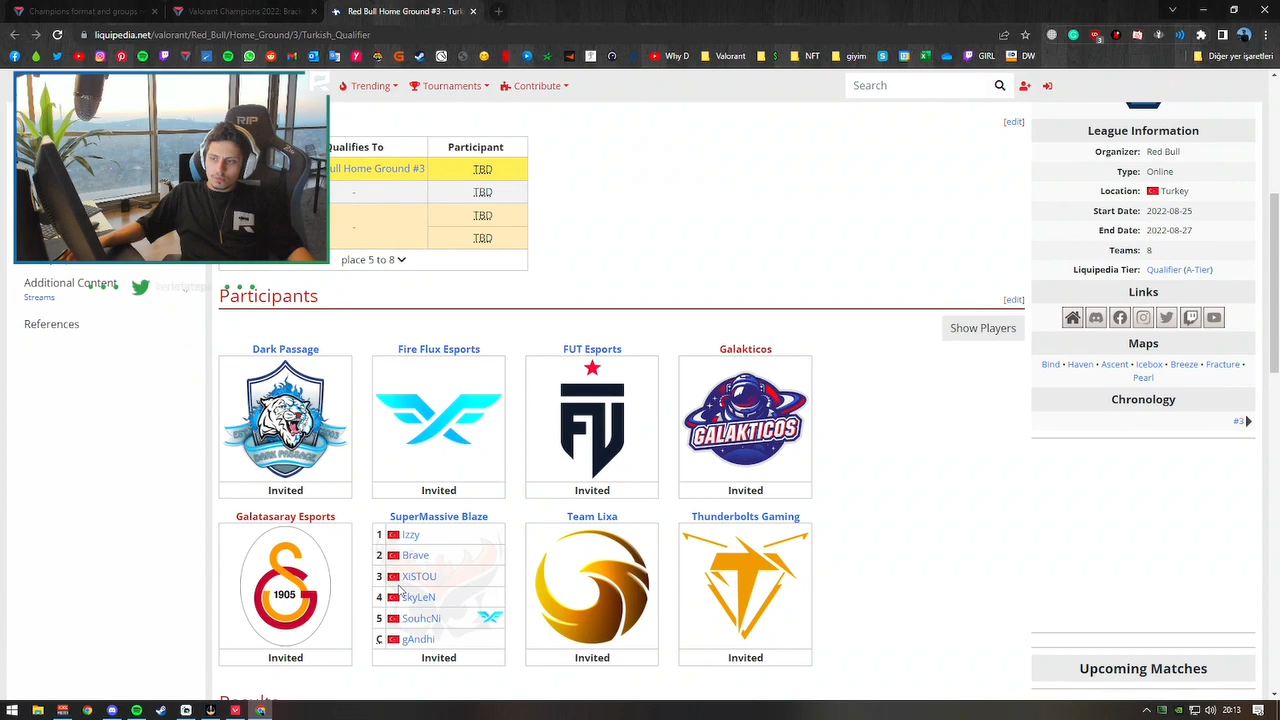 Champions format and groups
Valorant Champions 2022: Brack
Red Bull Home Ground #3 - Turk
liquipedia.net/valorant/Red_Bull/Home_Ground/3/Turkish_Qualifier
Why D
Valorant
NFT
giyim
GIRL
DW
Diğer yer işaretleri
Trending
Tournaments
Contribute
Search
[edit]
Qualifies To
Participant
ull Home Ground #3
TBD
-
TBD
-
TBD
TBD
place 5 to 8
Additional Content
Streams
References
RIP
R
Participants
[edit]
Show Players
Dark Passage
Fire Flux Esports
FUT Esports
Galakticos
DARK PASSAGE
FUT
GALAKTICOS
Invited
Invited
Invited
Invited
Galatasaray Esports
SuperMassive Blaze
Team Lixa
Thunderbolts Gaming
1905
1 Izzy
2 Brave
3 XiSTOU
4 skyLeN
5 SouhcNi
C gAndhi
Invited
Invited
Invited
Invited
Results
League Information
Organizer: Red Bull
Type: Online
Location: Turkey
Start Date: 2022-08-25
End Date: 2022-08-27
Teams: 8
Liquipedia Tier: Qualifier (A-Tier)
Links
Maps
Bind • Haven • Ascent • Icebox • Breeze • Fracture •
Pearl
Chronology
#3
Upcoming Matches
20:13